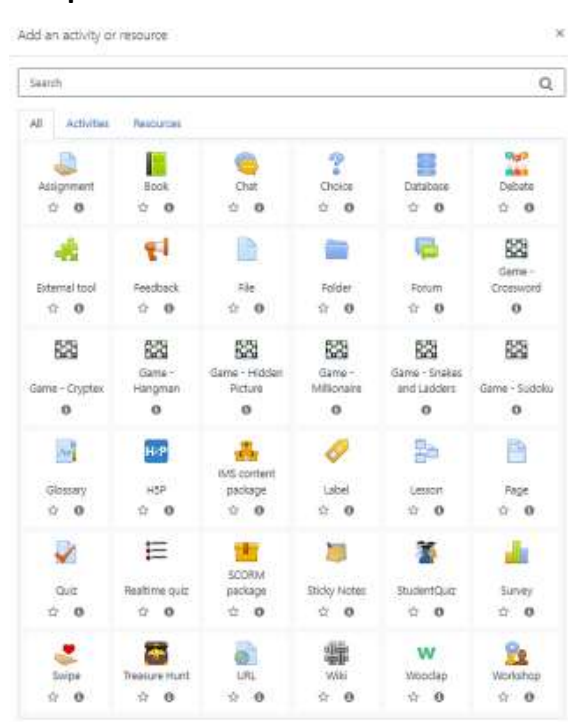 Add an activity or resource
Search
All Activities Resources
Assignment Book Chat Choice Database Debate
External tool Feedback File Folder Forum Game - Crossword
Game - Cryptex Game - Hangman Game - Hidden Picture Game - Millionaire Game - Snakes and Ladders Game - Sudoku
Glossary H5P IMS content package Label Lesson Page
Quiz Realtime quiz SCORM package Sticky Notes StudentQuiz Survey
Swipe Treasure Hunt URL Wiki Wooclap Workshop